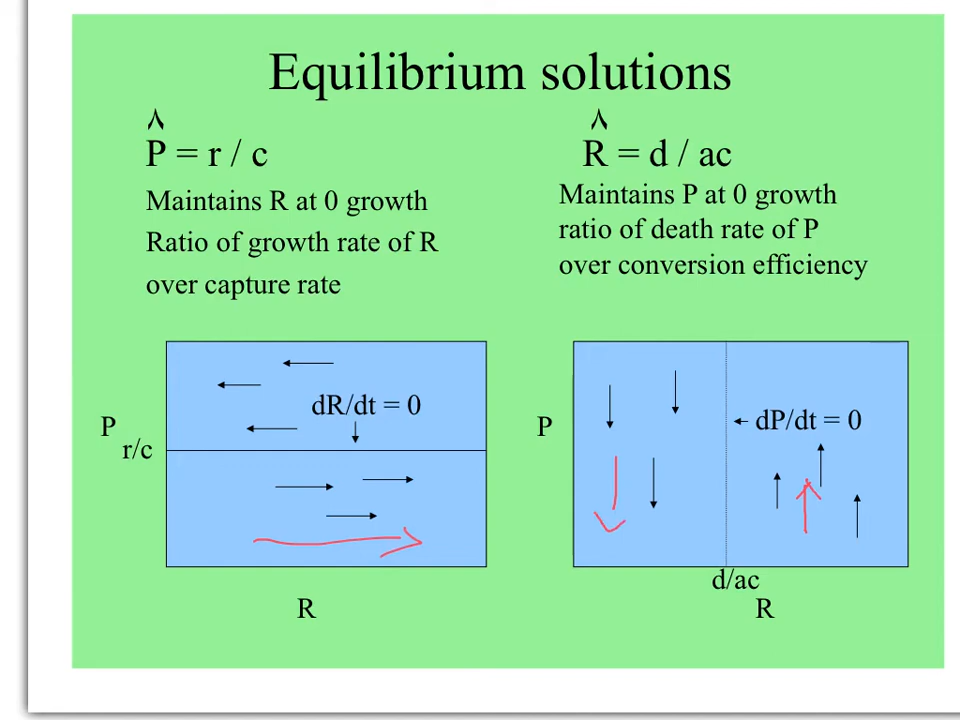 Equilibrium solutions
P̂ = r / c
Maintains R at 0 growth
Ratio of growth rate of R
over capture rate
R̂ = d / ac
Maintains P at 0 growth
ratio of death rate of P
over conversion efficiency
dR/dt = 0
P
r/c
R
P
dP/dt = 0
d/ac
R